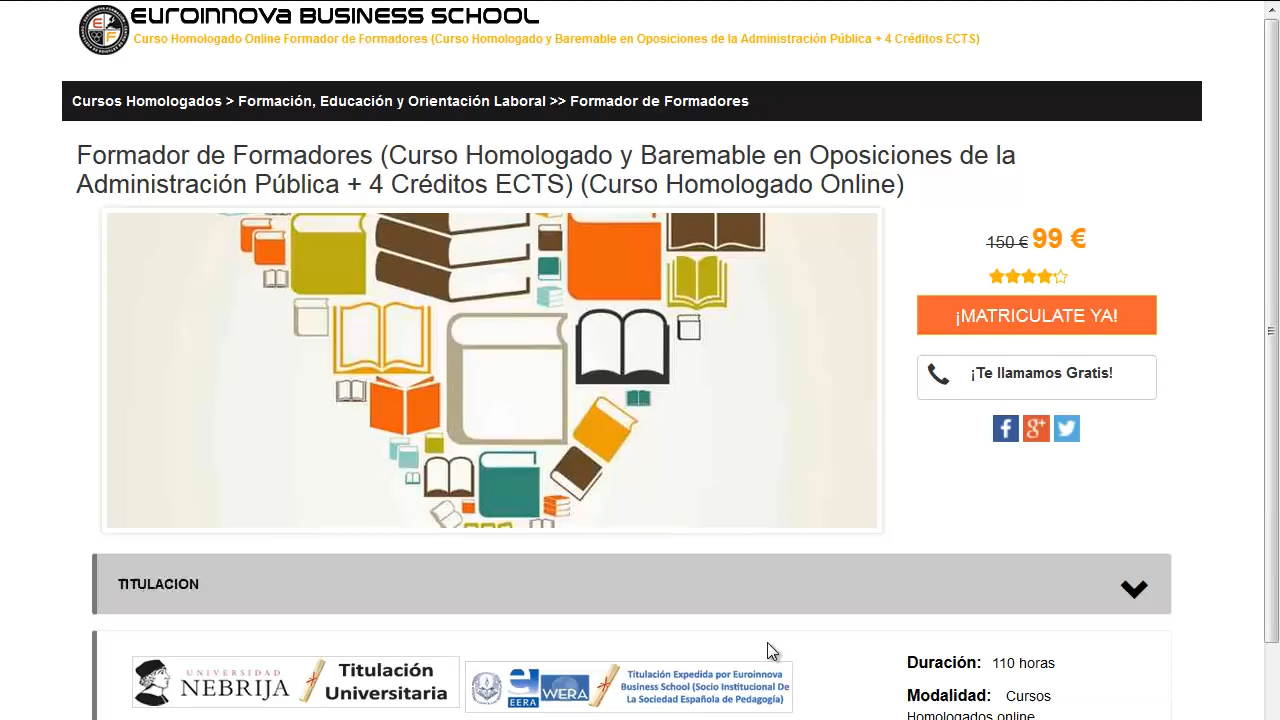 EUROINNOVA BUSINESS SCHOOL
Curso Homologado Online Formador de Formadores (Curso Homologado y Baremable en Oposiciones de la Administración Pública + 4 Créditos ECTS)
Cursos Homologados > Formación, Educación y Orientación Laboral >> Formador de Formadores
Formador de Formadores (Curso Homologado y Baremable en Oposiciones de la
Administración Pública + 4 Créditos ECTS) (Curso Homologado Online)
150 € 99 €
¡MATRICULATE YA!
¡Te llamamos Gratis!
TITULACION
UNIVERSIDAD
NEBRIJA
Titulación
Universitaria
EERA
WERA
Titulación Expedida por Euroinnova
Business School (Socio Institucional De
La Sociedad Española de Pedagogía)
Duración: 110 horas
Modalidad: Cursos
Homologados online